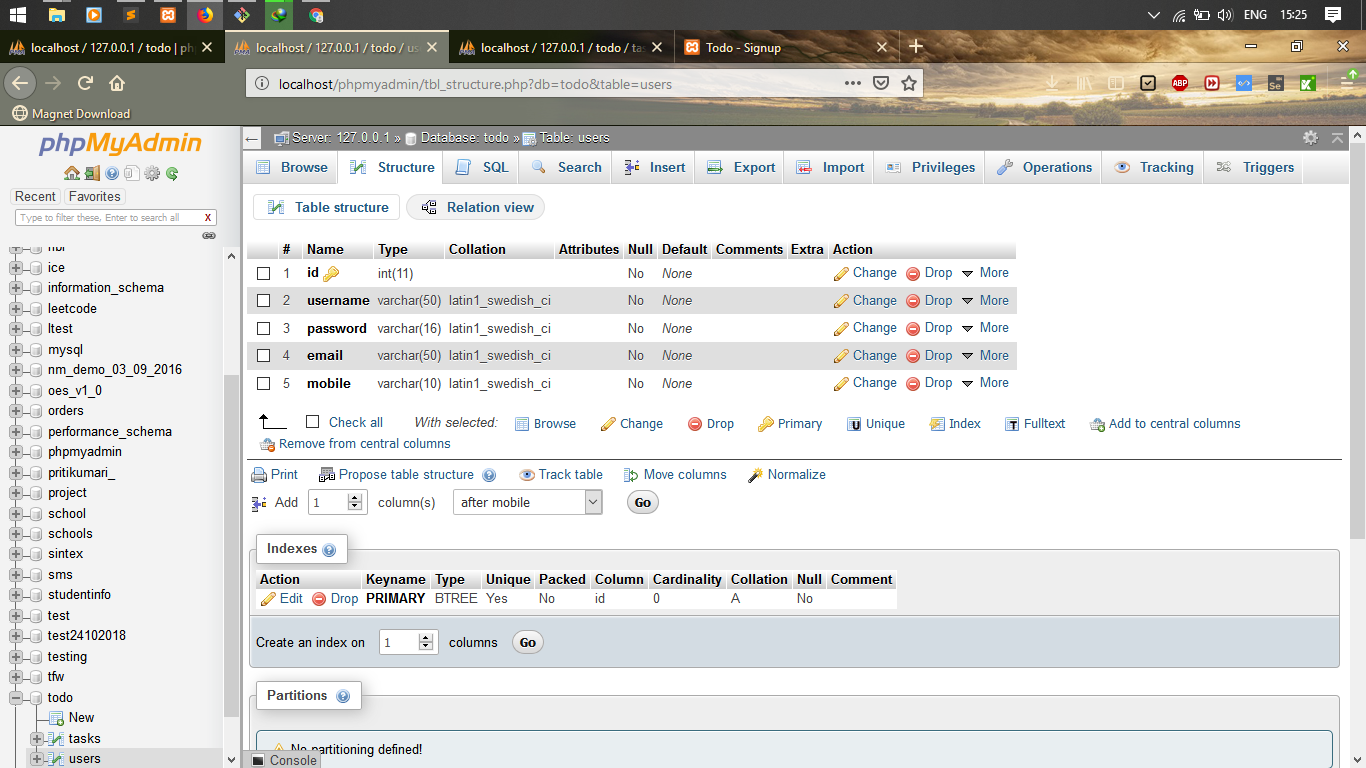 ENG 15:25
localhost / 127.0.0.1 / todo | ph
localhost / 127.0.0.1 / todo / us
localhost / 127.0.0.1 / todo / ta
Todo - Signup
localhost/phpmyadmin/tbl_structure.php?db=todo&table=users
ABP
Se
Magnet Download
phpMyAdmin
Recent Favorites
Type to filter these, Enter to search all X
ice
information_schema
leetcode
ltest
mysql
nm_demo_03_09_2016
oes_v1_0
orders
performance_schema
phpmyadmin
pritikumari_
project
school
schools
sintex
sms
studentinfo
test
test24102018
testing
tfw
todo
New
tasks
users
Server: 127.0.0.1 » Database: todo » Table: users
Browse Structure SQL Search Insert Export Import Privileges Operations Tracking Triggers
Table structure Relation view
# Name Type Collation Attributes Null Default Comments Extra Action
1 id int(11) No None Change Drop More
2 username varchar(50) latin1_swedish_ci No None Change Drop More
3 password varchar(16) latin1_swedish_ci No None Change Drop More
4 email varchar(50) latin1_swedish_ci No None Change Drop More
5 mobile varchar(10) latin1_swedish_ci No None Change Drop More
Check all With selected: Browse Change Drop Primary Unique Index Fulltext Add to central columns
Remove from central columns
Print Propose table structure Track table Move columns Normalize
Add 1 column(s) after mobile Go
Indexes
Action Keyname Type Unique Packed Column Cardinality Collation Null Comment
Edit Drop PRIMARY BTREE Yes No id 0 A No
Create an index on 1 columns Go
Partitions
No partitioning defined!
Console